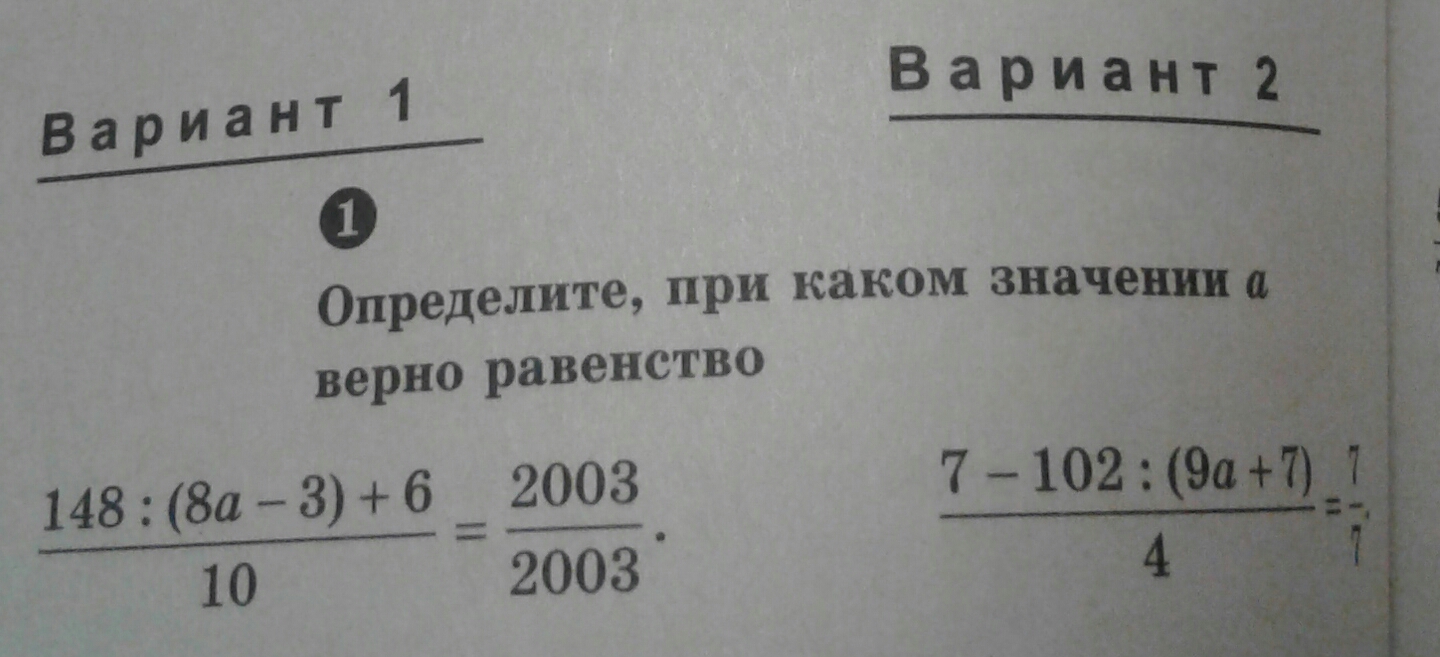 Вариант 1
Вариант 2
1
Определите, при каком значении a
верно равенство
148 : (8a – 3) + 6
10
=
2003
2003
.
7 – 102 : (9a + 7)
4
=
7
7
.